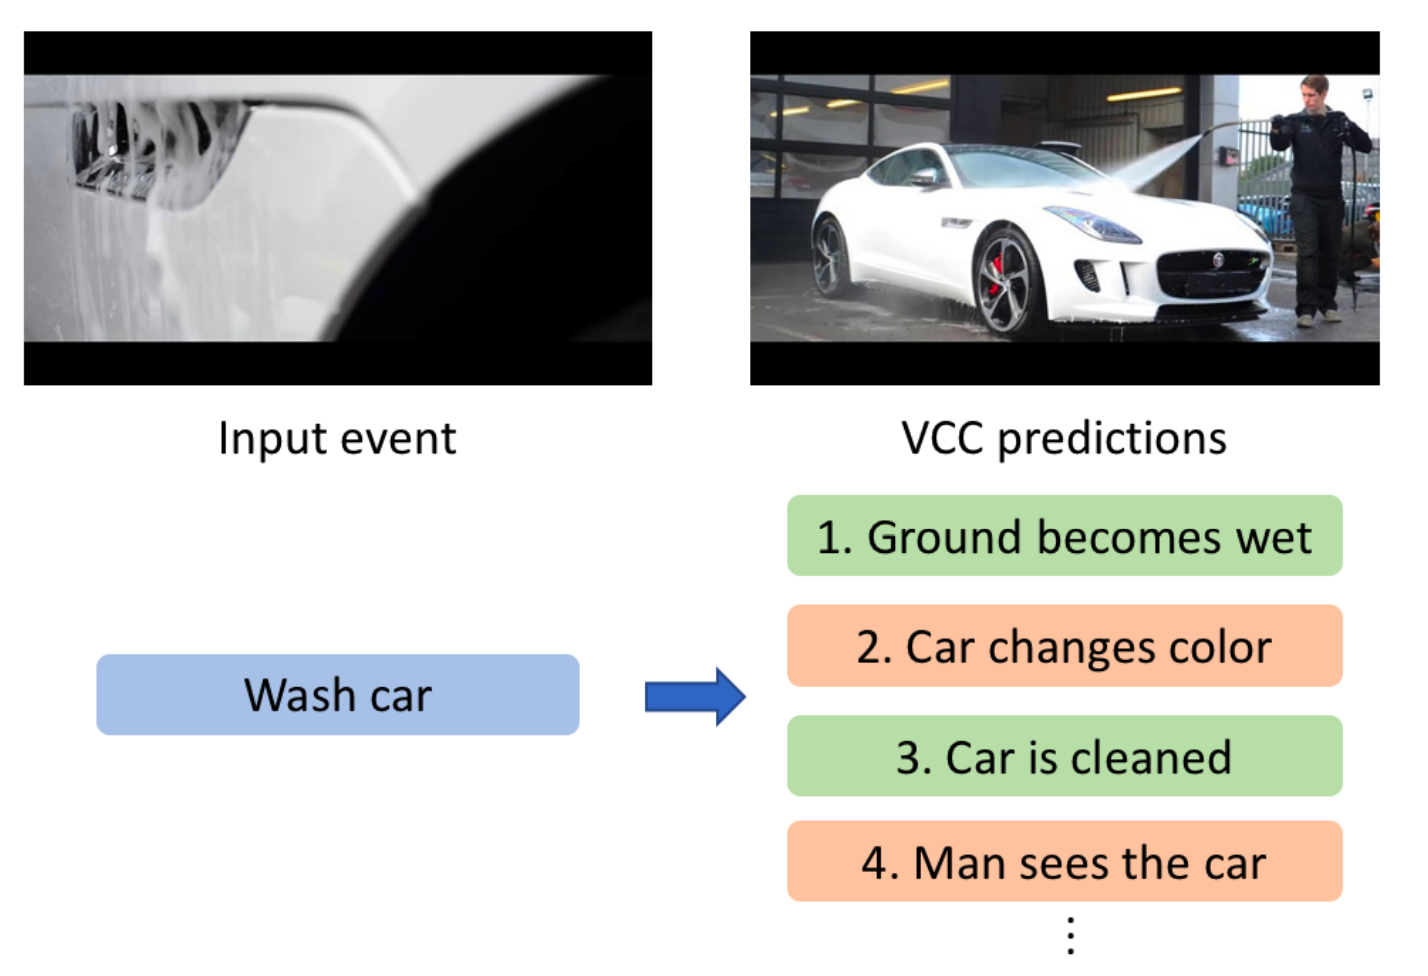 Input event
VCC predictions
1. Ground becomes wet
2. Car changes color
Wash car
3. Car is cleaned
4. Man sees the car
⋮